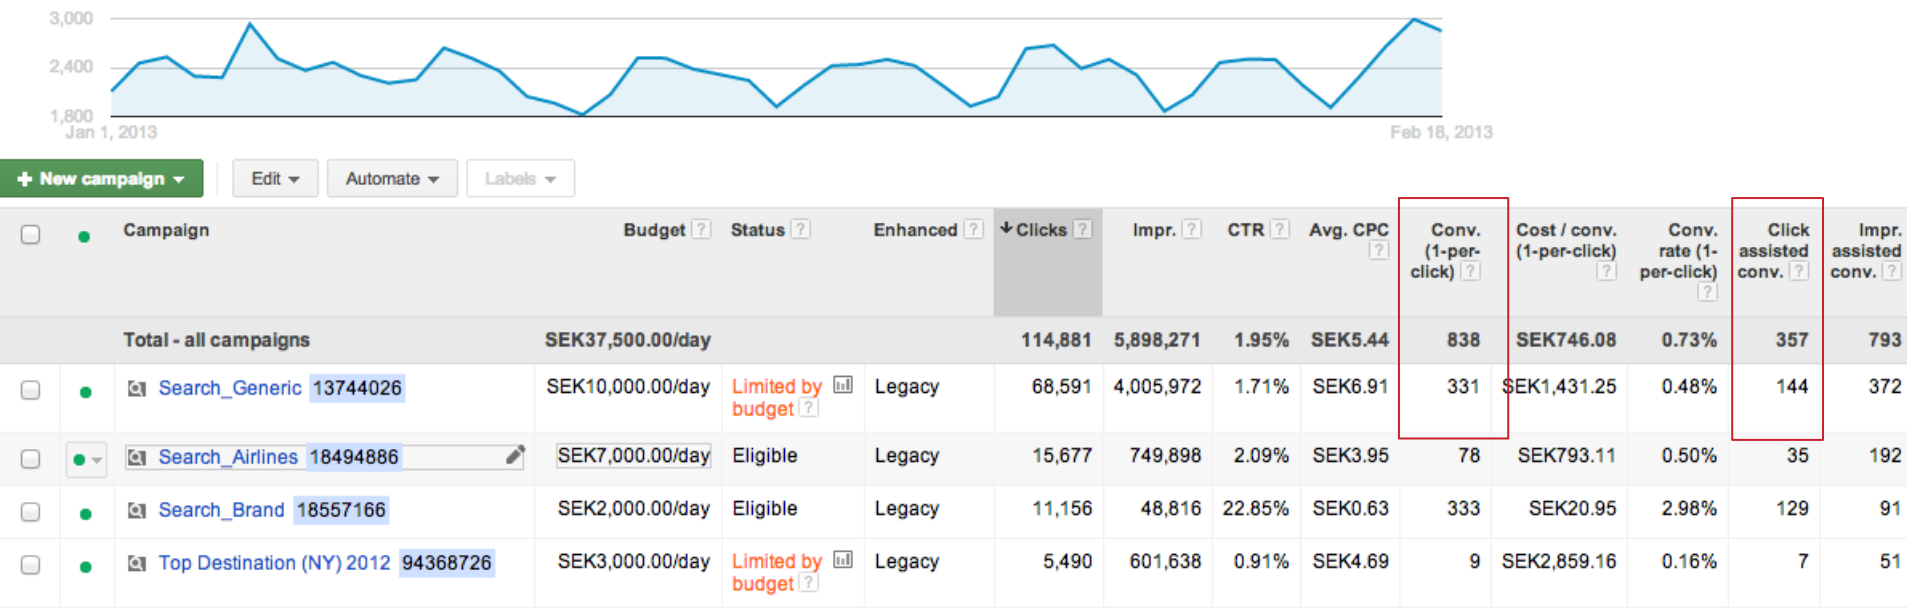 3,000
2,400
1,800
Jan 1, 2013 Feb 18, 2013
+ New campaign Edit Automate Labels
Campaign Budget ? Status ? Enhanced ? Clicks ? Impr. ? CTR ? Avg. CPC ? Conv. (1-per-click) ? Cost / conv. (1-per-click) ? Conv. rate (1-per-click) ? Click assisted conv. ? Impr. assisted conv. ?
Total - all campaigns SEK37,500.00/day 114,881 5,898,271 1.95% SEK5.44 838 SEK746.08 0.73% 357 793
Search_Generic 13744026 SEK10,000.00/day Limited by budget ? Legacy 68,591 4,005,972 1.71% SEK6.91 331 SEK1,431.25 0.48% 144 372
Search_Airlines 18494886 SEK7,000.00/day Eligible Legacy 15,677 749,898 2.09% SEK3.95 78 SEK793.11 0.50% 35 192
Search_Brand 18557166 SEK2,000.00/day Eligible Legacy 11,156 48,816 22.85% SEK0.63 333 SEK20.95 2.98% 129 91
Top Destination (NY) 2012 94368726 SEK3,000.00/day Limited by budget ? Legacy 5,490 601,638 0.91% SEK4.69 9 SEK2,859.16 0.16% 7 51